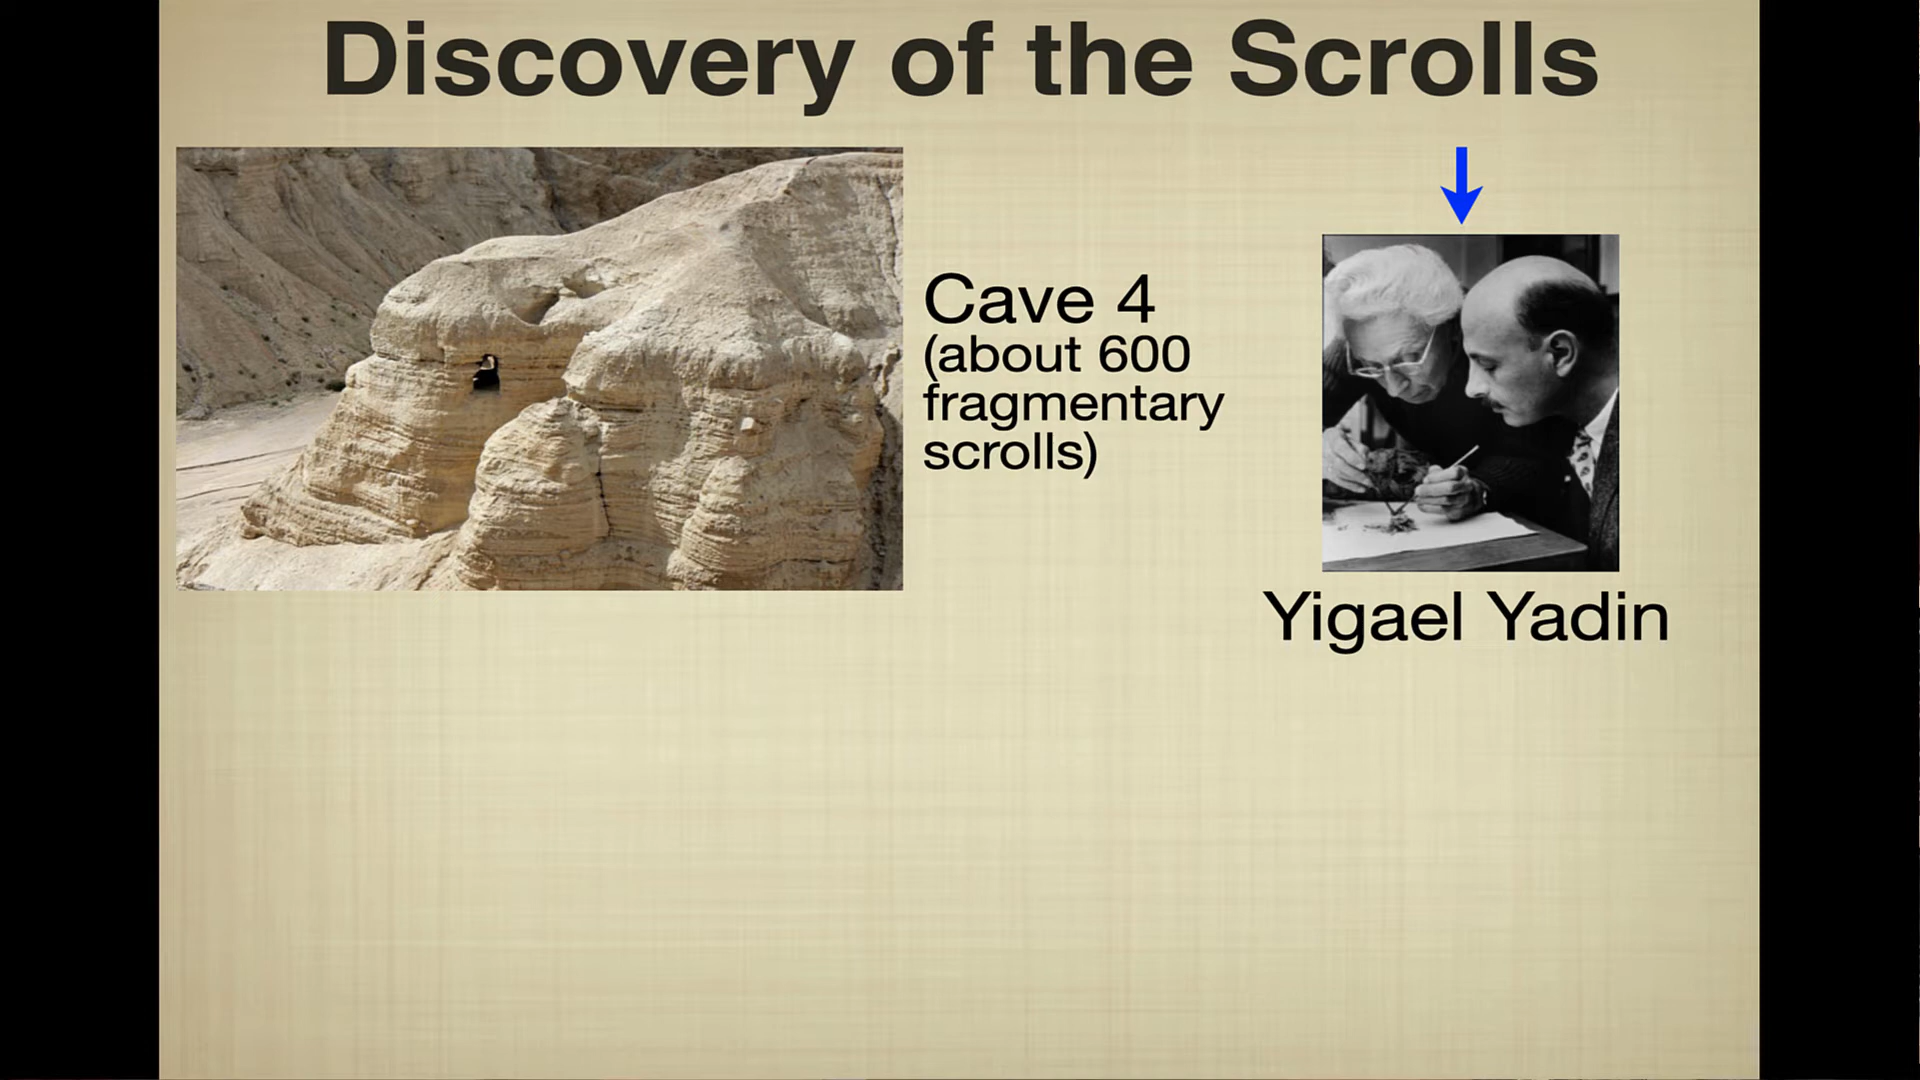 Discovery of the Scrolls
Cave 4
(about 600
fragmentary
scrolls)
Yigael Yadin